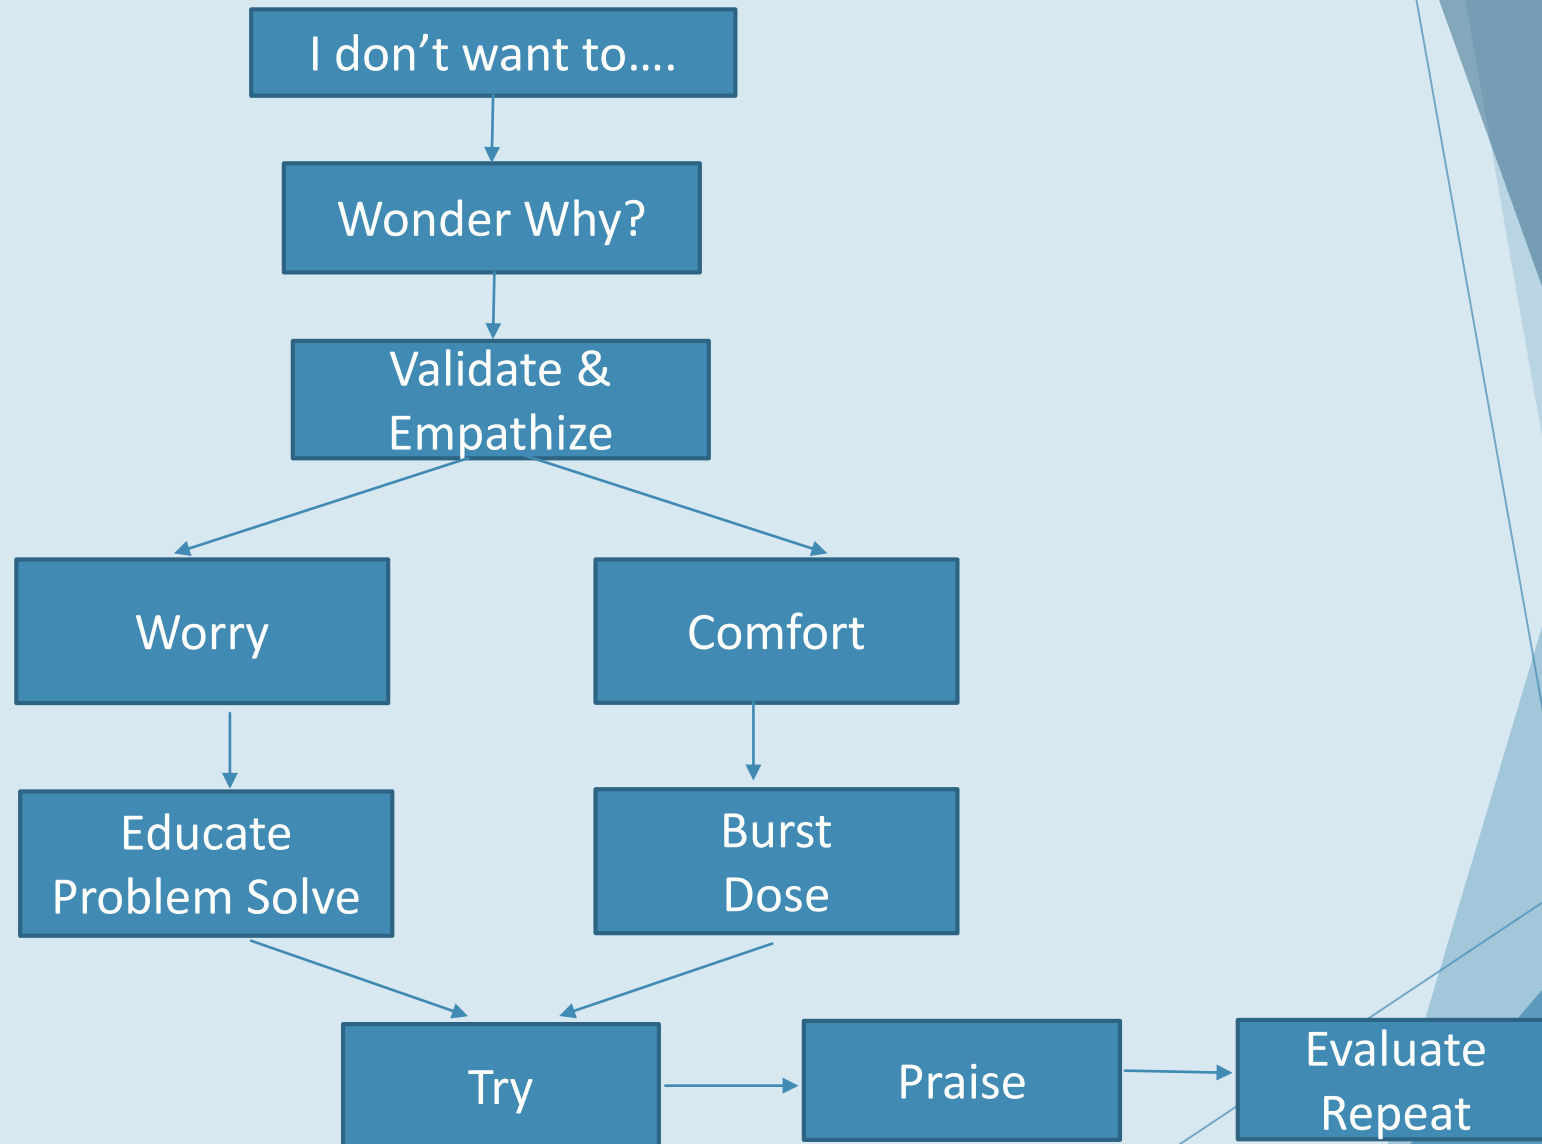 I don’t want to….
Wonder Why?
Validate &
Empathize
Worry
Comfort
Educate
Problem Solve
Burst
Dose
Try
Praise
Evaluate
Repeat